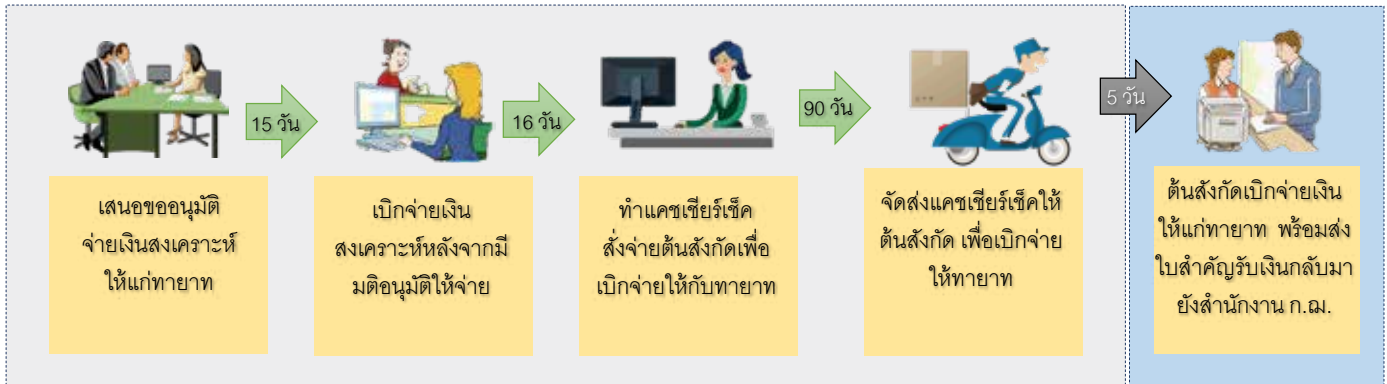 15 วัน
16 วัน
90 วัน
5 วัน
เสนอขออนุมัติ
จ่ายเงินสงเคราะห์
ให้แก่ทายาท
เบิกจ่ายเงิน
สงเคราะห์หลังจากมี
มติอนุมัติให้จ่าย
ทำแคชเชียร์เช็ค
สั่งจ่ายต้นสังกัดเพื่อ
เบิกจ่ายให้กับทายาท
จัดส่งแคชเชียร์เช็คให้
ต้นสังกัด เพื่อเบิกจ่าย
ให้ทายาท
ต้นสังกัดเบิกจ่ายเงิน
ให้แก่ทายาท พร้อมส่ง
ใบสำคัญรับเงินกลับมา
ยังสำนักงาน ก.ฌ.